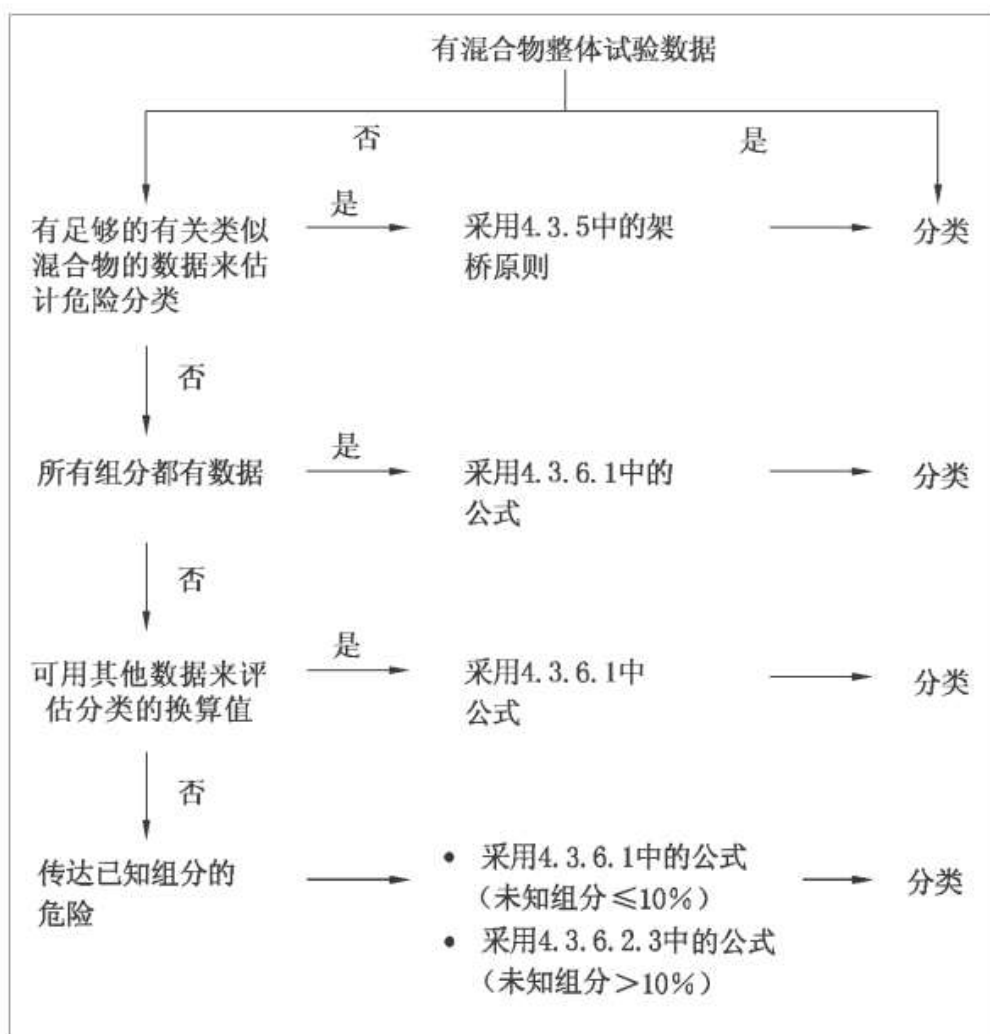 有混合物整体试验数据
否
是
有足够的有关类似
混合物的数据来估
计危险分类
是
采用4.3.5中的架
桥原则
分类
否
所有组分都有数据
是
采用4.3.6.1中的
公式
分类
否
可用其他数据来评
估分类的换算值
是
采用4.3.6.1中
公式
分类
否
传达已知组分的
危险
• 采用4.3.6.1中的公式
（未知组分≤10%）
• 采用4.3.6.2.3中的公式
（未知组分>10%）
分类